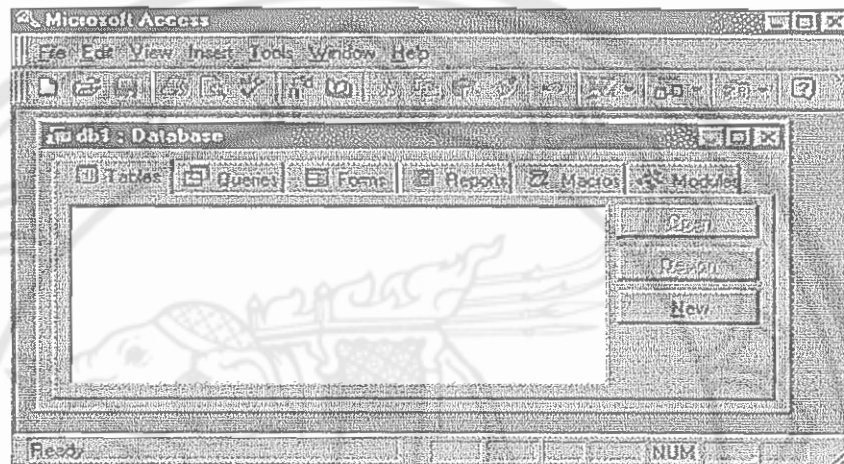 Microsoft Access
File Edit View Insert Tools Window Help
db1 : Database
Tables Queries Forms Reports Macros Modules
Open
Design
New
Ready NUM